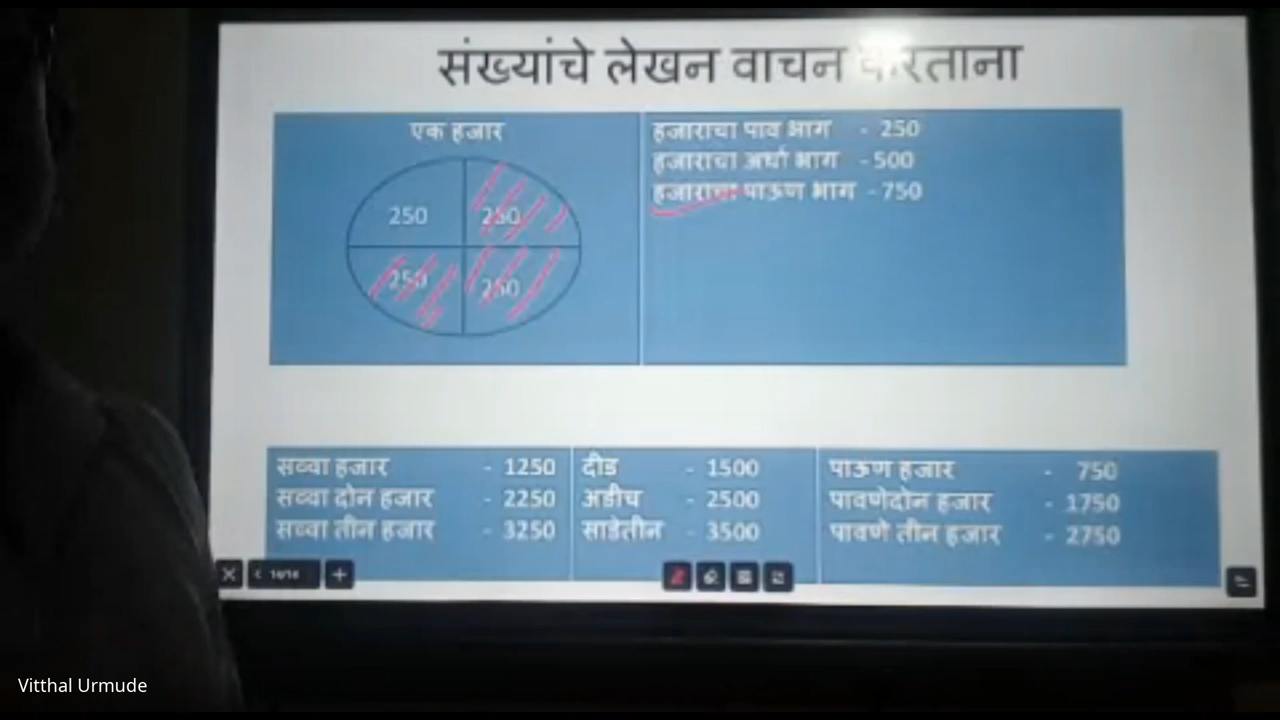 संख्यांचे लेखन वाचन करताना
एक हजार
250 250
250 250
हजाराचा पाव भाग - 250
हजाराचा अर्धा भाग - 500
हजाराचा पाऊण भाग - 750
सव्वा हजार - 1250
सव्वा दोन हजार - 2250
सव्वा तीन हजार - 3250
दीड - 1500
अडीच - 2500
साडेतीन - 3500
पाऊण हजार - 750
पावणेदोन हजार - 1750
पावणे तीन हजार - 2750
Vitthal Urmude